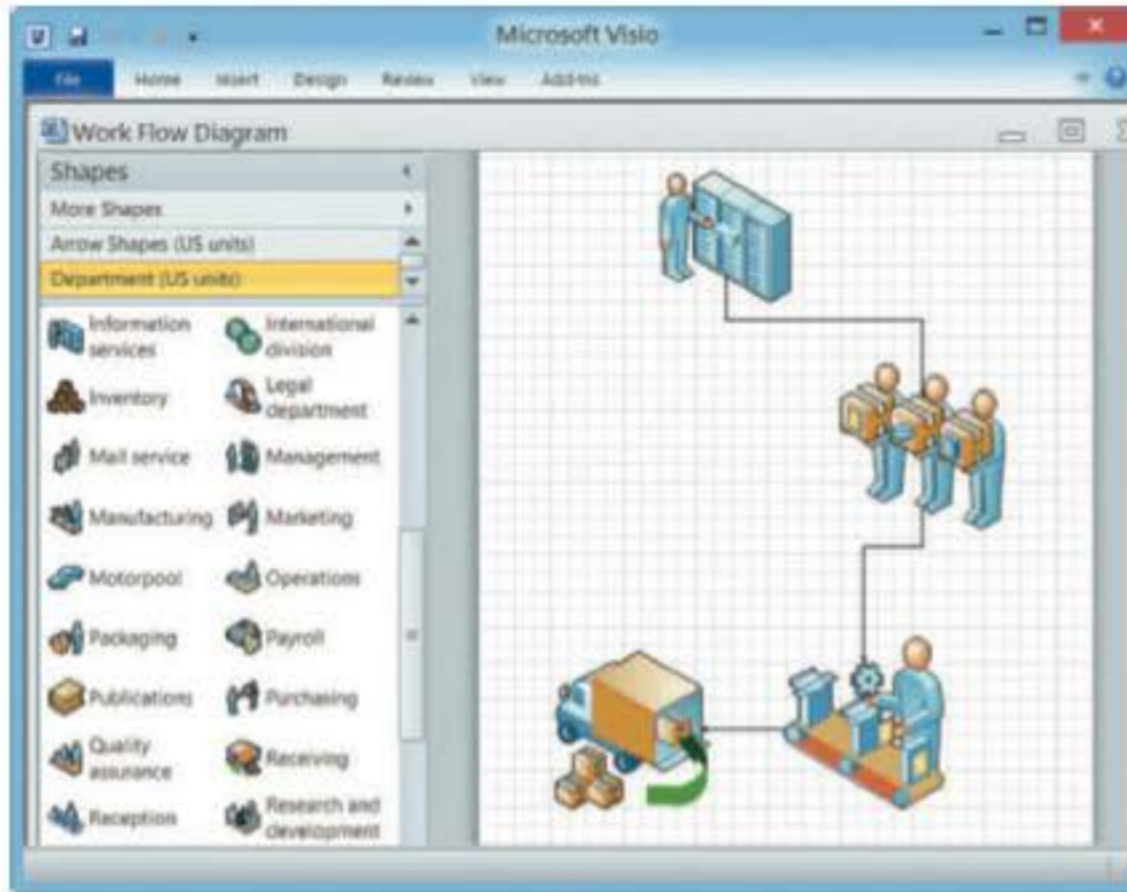 Microsoft Visio
File Home Insert Design Review View Add-Ins
Work Flow Diagram
Shapes
More Shapes
Arrow Shapes (US units)
Department (US units)
Information
services
International
division
Inventory
Legal
department
Mail service
Management
Manufacturing
Marketing
Motorpool
Operations
Packaging
Payroll
Publications
Purchasing
Quality
assurance
Receiving
Reception
Research and
development